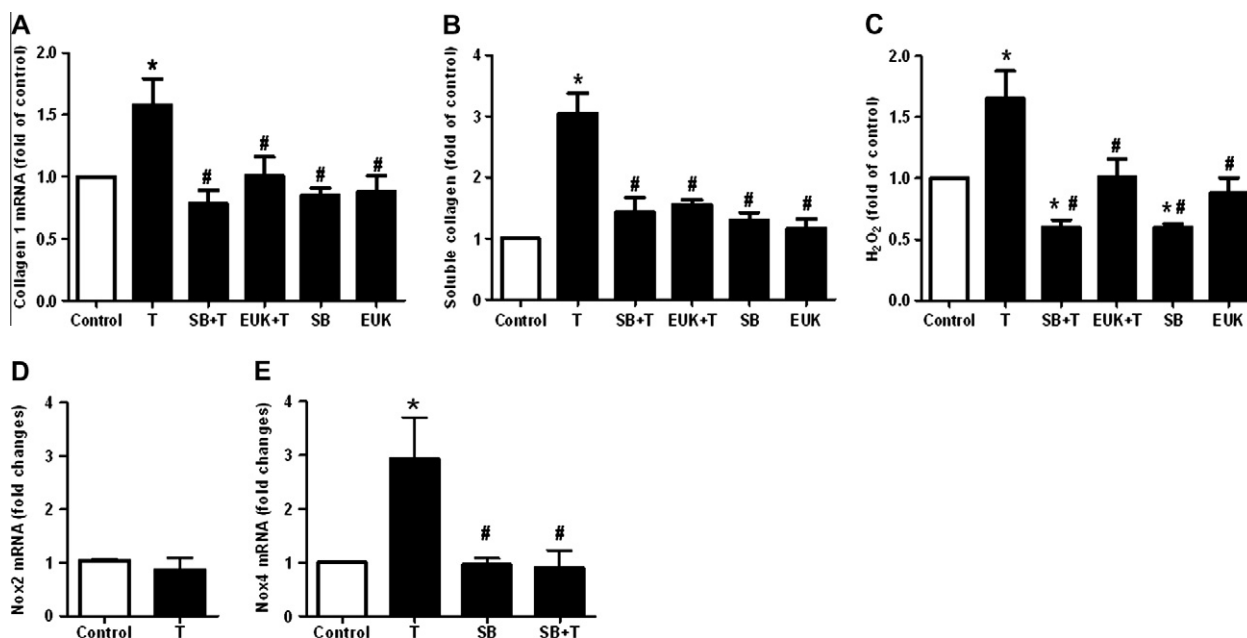 A
Collagen 1 mRNA (fold of control)
2.0
1.5
1.0
0.5
0.0
*
#
#
#
#
Control T SB+T EUK+T SB EUK
B
Soluble collagen (fold of control)
4
3
2
1
0
*
#
#
#
#
Control T SB+T EUK+T SB EUK
C
H₂O₂ (fold of control)
2.0
1.5
1.0
0.5
0.0
*
* #
#
* #
#
Control T SB+T EUK+T SB EUK
D
Nox2 mRNA (fold changes)
4
3
2
1
0
Control T
E
Nox4 mRNA (fold changes)
4
3
2
1
0
*
#
#
Control T SB SB+T